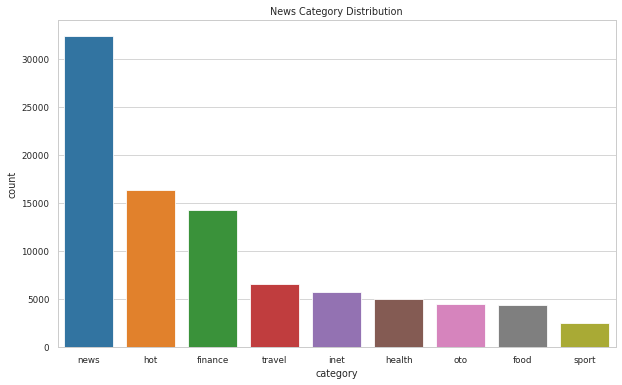 News Category Distribution
30000
25000
20000
15000
10000
5000
0
count
news hot finance travel inet health oto food sport
category